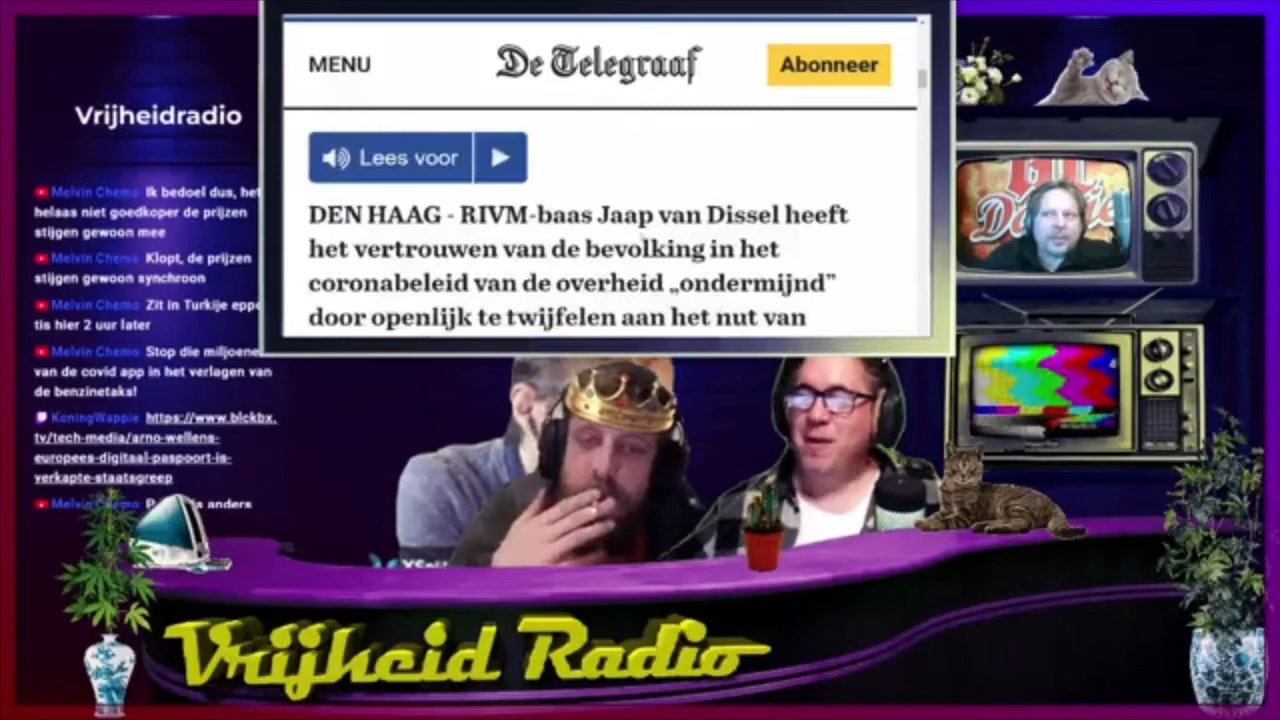 MENU
De Telegraaf
Abonneer
Vrijheidradio
Lees voor
Melvin Chemo Ik bedoel dus, het
helaas niet goedkoper de prijzen
stijgen gewoon mee
DEN HAAG - RIVM-baas Jaap van Dissel heeft
het vertrouwen van de bevolking in het
coronabeleid van de overheid „ondermijnd”
door openlijk te twijfelen aan het nut van
Melvin Chemo Klopt, de prijzen
stijgen gewoon synchroon
Melvin Chemo Zit in Turkije
tis hier 2 uur later
Melvin Chemo Stop die
van de covid app in het verlagen van
de benzinetaks!
KoningWappie https://www.blckbx.
tv/tech-media/arno-wellens-
europees-digitaal-paspoort-is-
verkapte-staatsgreep
anders
Vrijheid Radio